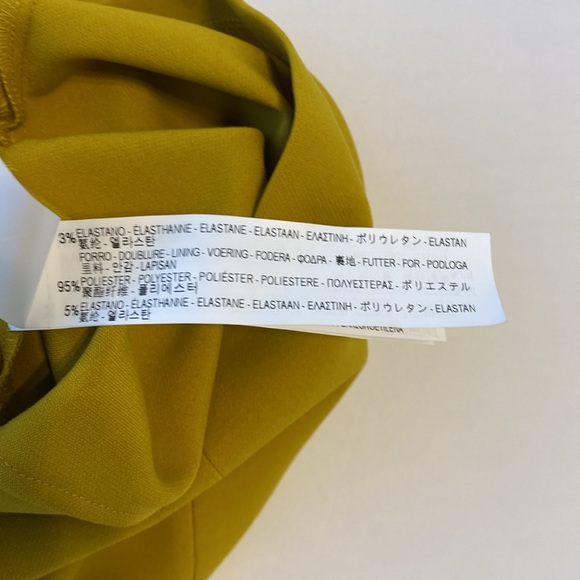 3% ELASTANO - ÉLASTHANNE - ELASTANE - ELASTAAN - ΕΛΑΣΤΙΝΗ - ポリウレタン - ELASTAN
氨纶 - 엘라스탄
FORRO - DOUBLURE - LINING - VOERING - FODERA - ΦΟΔΡΑ - 裏地 - FUTTER - FOR - PODLOGA
里料 - 안감 - LAPISAN
95% POLIESTER - POLYESTER - POLIÉSTER - POLIESTERE - ΠΟΛΥΕΣΤΕΡΑΣ - ポリエステル
聚酯纤维 - 폴리에스터
5% ELASTANO - ÉLASTHANNE - ELASTANE - ELASTAAN - ΕΛΑΣΤΙΝΗ - ポリウレタン - ELASTAN
氨纶 - 엘라스탄